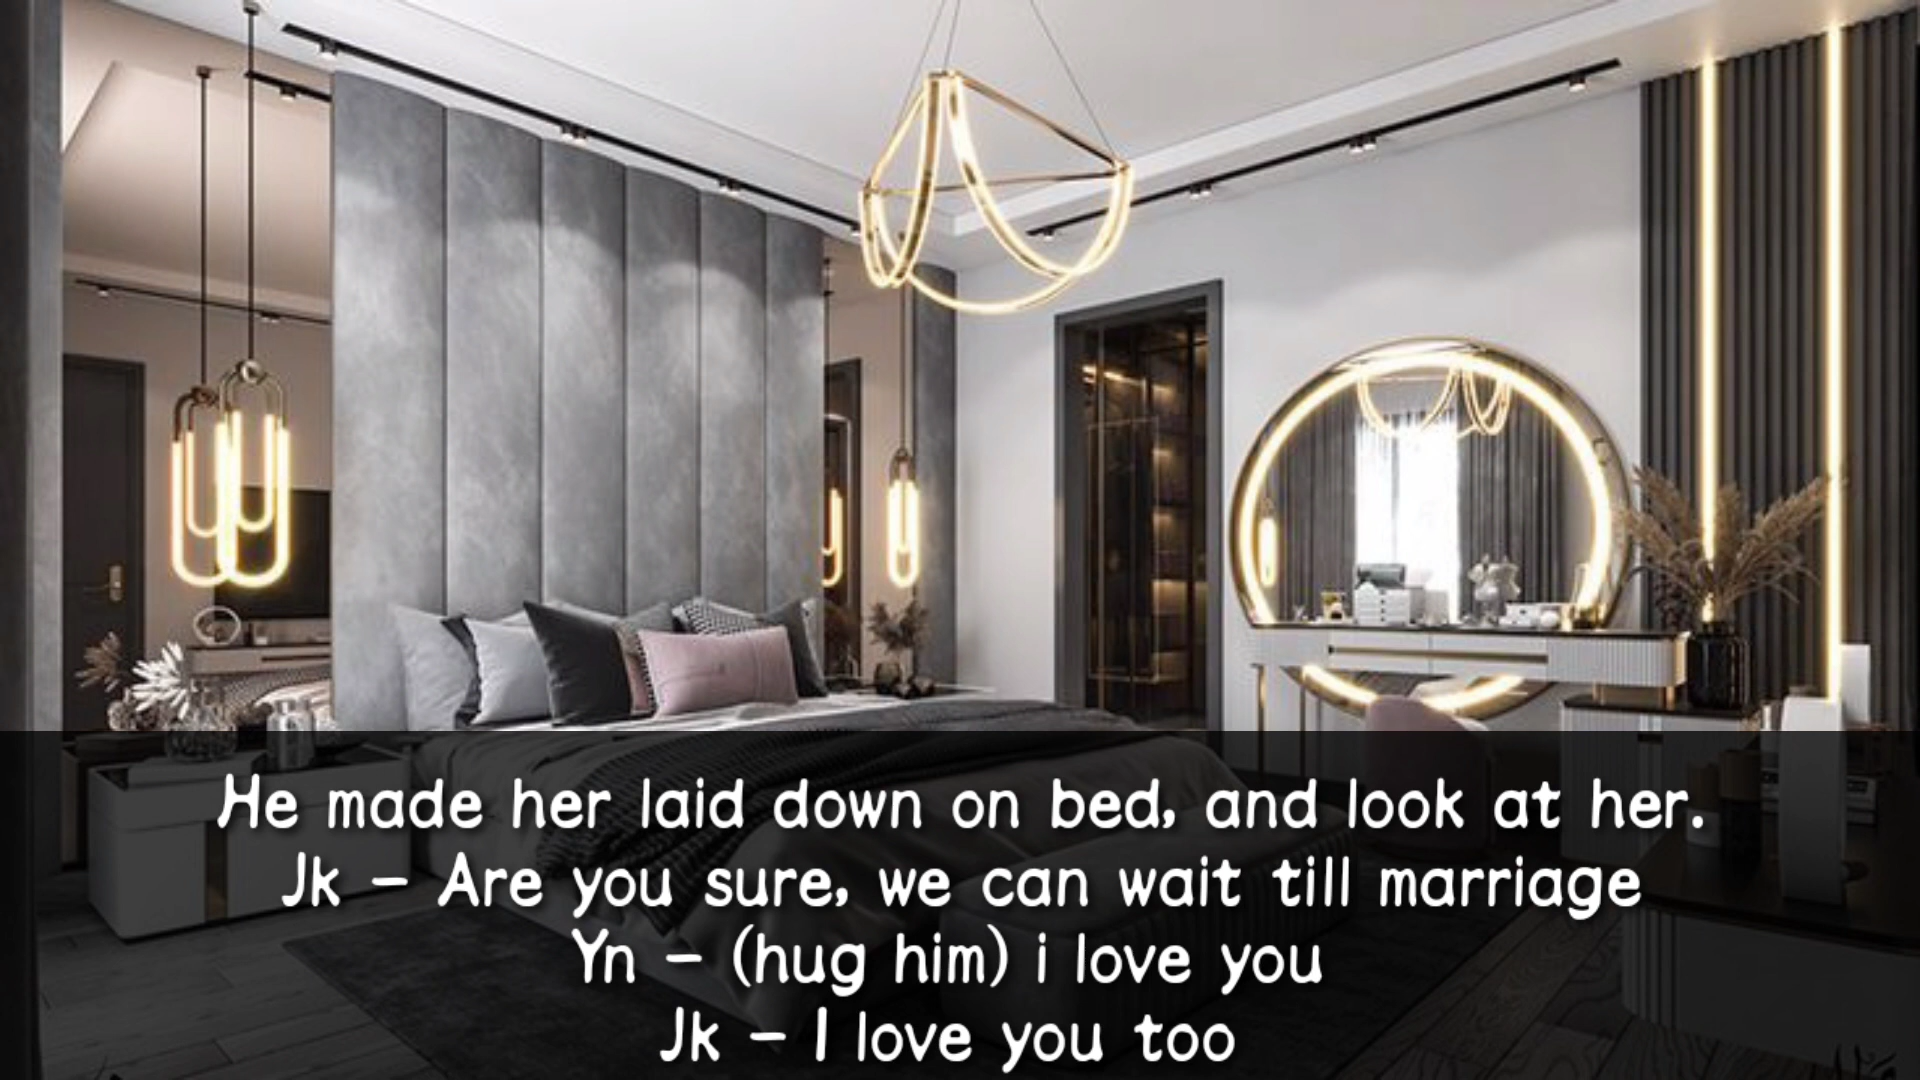 He made her laid down on bed, and look at her.
Jk - Are you sure, we can wait till marriage
Yn - (hug him) i love you
Jk - I love you too